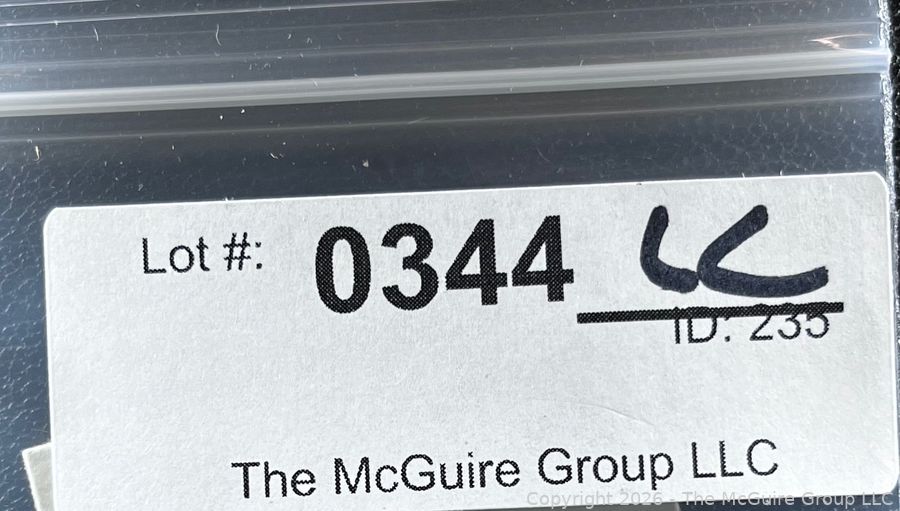 Lot #: 0344 LC
ID: 235
The McGuire Group LLC
Copyright 2026 - The McGuire Group LLC